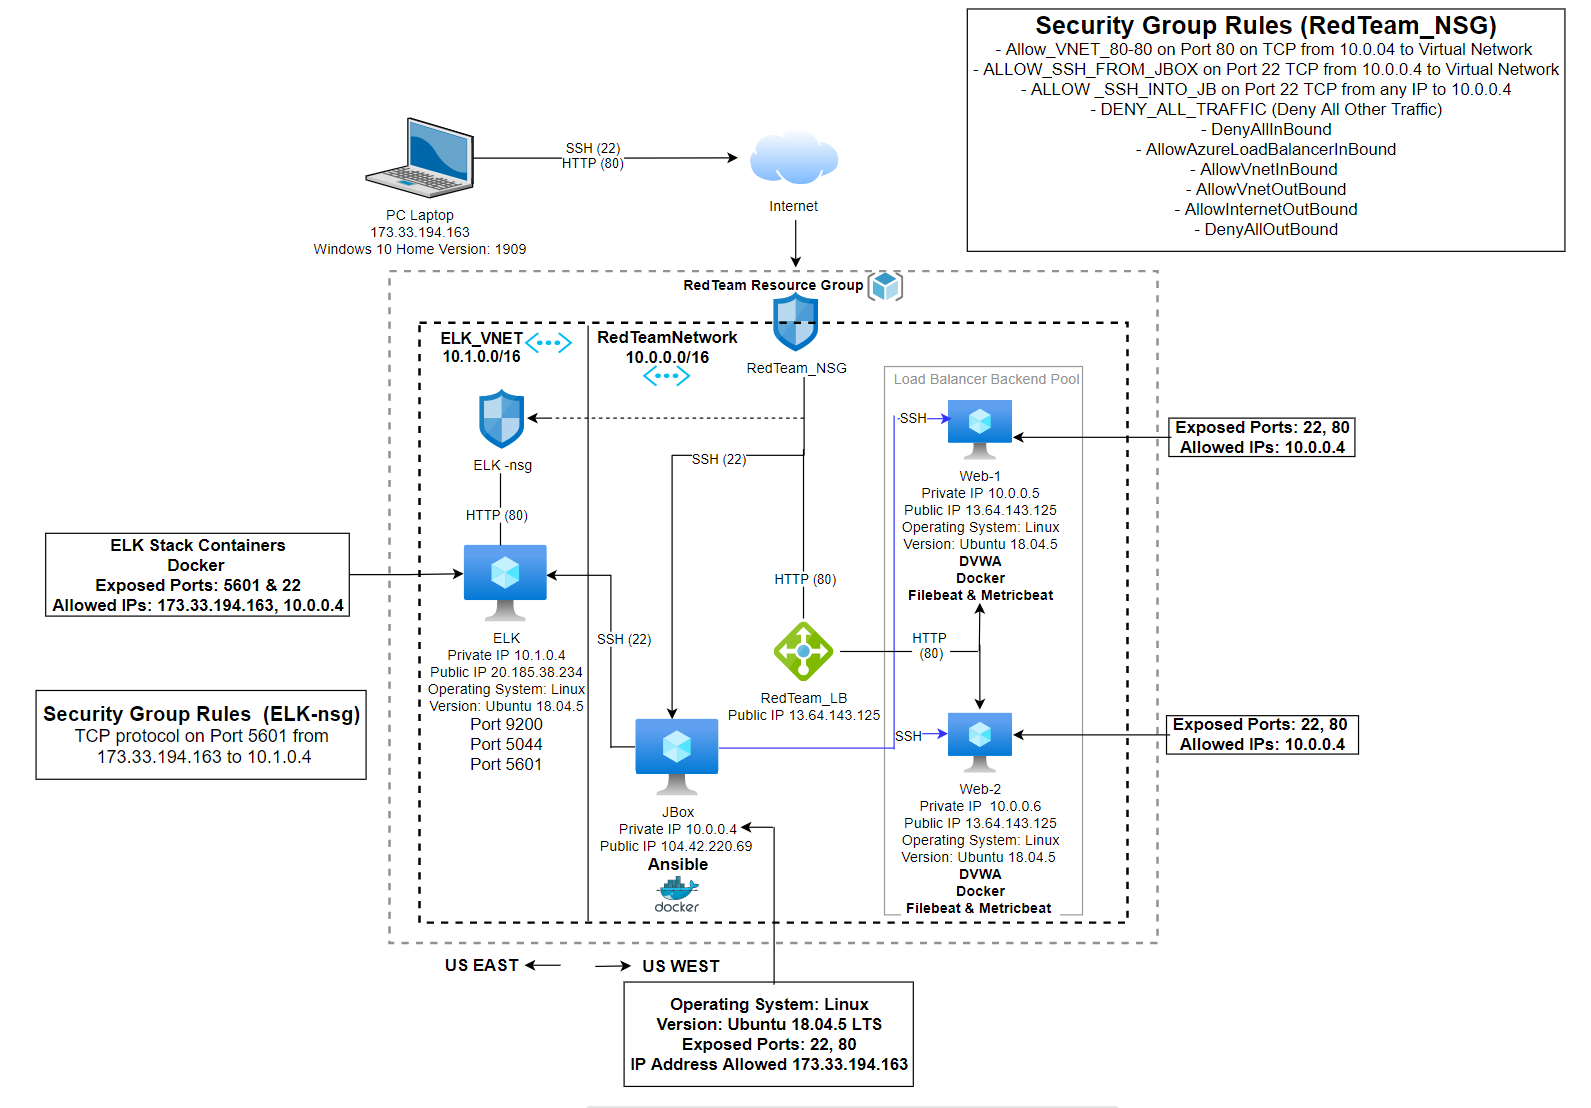 Security Group Rules (RedTeam_NSG)
- Allow_VNET_80-80 on Port 80 on TCP from 10.0.04 to Virtual Network
- ALLOW_SSH_FROM_JBOX on Port 22 TCP from 10.0.0.4 to Virtual Network
- ALLOW _SSH_INTO_JB on Port 22 TCP from any IP to 10.0.0.4
- DENY_ALL_TRAFFIC (Deny All Other Traffic)
- DenyAllInBound
- AllowAzureLoadBalancerInBound
- AllowVnetInBound
- AllowVnetOutBound
- AllowInternetOutBound
- DenyAllOutBound
SSH (22)
HTTP (80)
PC Laptop
173.33.194.163
Windows 10 Home Version: 1909
Internet
RedTeam Resource Group
ELK_VNET
10.1.0.0/16
RedTeamNetwork
10.0.0.0/16
RedTeam_NSG
Load Balancer Backend Pool
ELK -nsg
SSH (22)
HTTP (80)
SSH
Web-1
Private IP 10.0.0.5
Public IP 13.64.143.125
Operating System: Linux
Version: Ubuntu 18.04.5
DVWA
Docker
Filebeat & Metricbeat
Exposed Ports: 22, 80
Allowed IPs: 10.0.0.4
ELK Stack Containers
Docker
Exposed Ports: 5601 & 22
Allowed IPs: 173.33.194.163, 10.0.0.4
HTTP (80)
ELK
Private IP 10.1.0.4
Public IP 20.185.38.234
Operating System: Linux
Version: Ubuntu 18.04.5
Port 9200
Port 5044
Port 5601
SSH (22)
HTTP
(80)
RedTeam_LB
Public IP 13.64.143.125
Security Group Rules  (ELK-nsg)
TCP protocol on Port 5601 from
173.33.194.163 to 10.1.0.4
SSH
Web-2
Private IP  10.0.0.6
Public IP 13.64.143.125
Operating System: Linux
Version: Ubuntu 18.04.5
DVWA
Docker
Filebeat & Metricbeat
Exposed Ports: 22, 80
Allowed IPs: 10.0.0.4
JBox
Private IP 10.0.0.4
Public IP 104.42.220.69
Ansible
docker
US EAST
US WEST
Operating System: Linux
Version: Ubuntu 18.04.5 LTS
Exposed Ports: 22, 80
IP Address Allowed 173.33.194.163